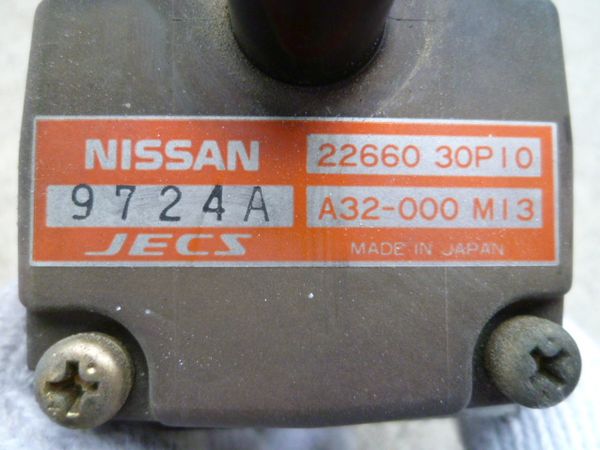 NISSAN 22660 30P10
9724A A32-000 M13
JECS MADE IN JAPAN